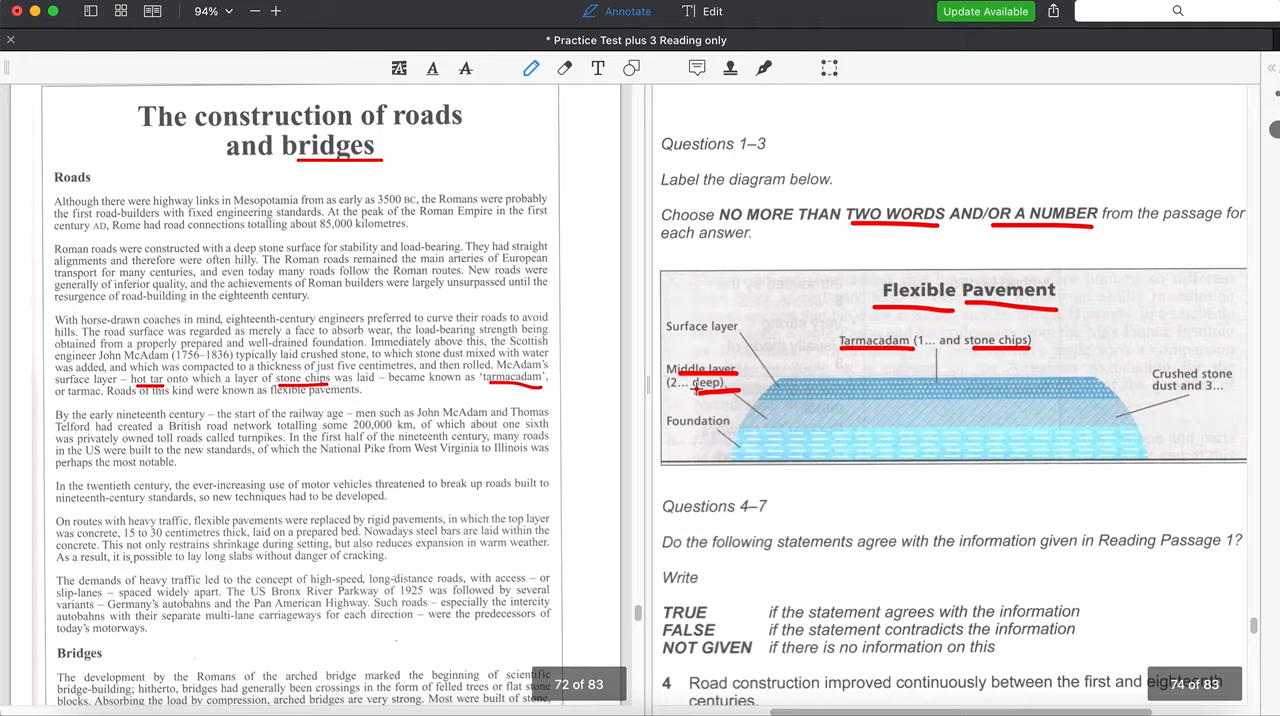 94%
Annotate
Edit
Update Available
* Practice Test plus 3 Reading only
The construction of roads
and bridges
Roads
Although there were highway links in Mesopotamia from as early as 3500 BC, the Romans were probably
the first road-builders with fixed engineering standards. At the peak of the Roman Empire in the first
century AD, Rome had road connections totalling about 85,000 kilometres.
Roman roads were constructed with a deep stone surface for stability and load-bearing. They had straight
alignments and therefore were often hilly. The Roman roads remained the main arteries of European
transport for many centuries, and even today many roads follow the Roman routes. New roads were
generally of inferior quality, and the achievements of Roman builders were largely unsurpassed until the
resurgence of road-building in the eighteenth century.
With horse-drawn coaches in mind, eighteenth-century engineers preferred to curve their roads to avoid
hills. The road surface was regarded as merely a face to absorb wear, the load-bearing strength being
obtained from a properly prepared and well-drained foundation. Immediately above this, the Scottish
engineer John McAdam (1756–1836) typically laid crushed stone, to which stone dust mixed with water
was added, and which was compacted to a thickness of just five centimetres, and then rolled. McAdam's
surface layer – hot tar onto which a layer of stone chips was laid – became known as 'tarmacadam',
or tarmac. Roads of this kind were known as flexible pavements.
By the early nineteenth century – the start of the railway age – men such as John McAdam and Thomas
Telford had created a British road network totalling some 200,000 km, of which about one sixth
was privately owned toll roads called turnpikes. In the first half of the nineteenth century, many roads
in the US were built to the new standards, of which the National Pike from West Virginia to Illinois was
perhaps the most notable.
In the twentieth century, the ever-increasing use of motor vehicles threatened to break up roads built to
nineteenth-century standards, so new techniques had to be developed.
On routes with heavy traffic, flexible pavements were replaced by rigid pavements, in which the top layer
was concrete, 15 to 30 centimetres thick, laid on a prepared bed. Nowadays steel bars are laid within the
concrete. This not only restrains shrinkage during setting, but also reduces expansion in warm weather.
As a result, it is possible to lay long slabs without danger of cracking.
The demands of heavy traffic led to the concept of high-speed, long-distance roads, with access – or
slip-lanes – spaced widely apart. The US Bronx River Parkway of 1925 was followed by several
variants – Germany's autobahns and the Pan American Highway. Such roads – especially the intercity
autobahns with their separate multi-lane carriageways for each direction – were the predecessors of
today's motorways.
Bridges
The development by the Romans of the arched bridge marked the beginning of scientific
bridge-building; hitherto, bridges had generally been crossings in the form of felled trees or flat stone
blocks. Absorbing the load by compression, arched bridges are very strong. Most were built of stone,
72 of 83
Questions 1–3
Label the diagram below.
Choose NO MORE THAN TWO WORDS AND/OR A NUMBER from the passage for
each answer.
Flexible Pavement
Surface layer
Tarmacadam (1... and stone chips)
Middle layer
(2... deep)
Crushed stone
dust and 3...
Foundation
Questions 4–7
Do the following statements agree with the information given in Reading Passage 1?
Write
TRUE if the statement agrees with the information
FALSE if the statement contradicts the information
NOT GIVEN if there is no information on this
4 Road construction improved continuously between the first and eighteenth
centuries.
74 of 83